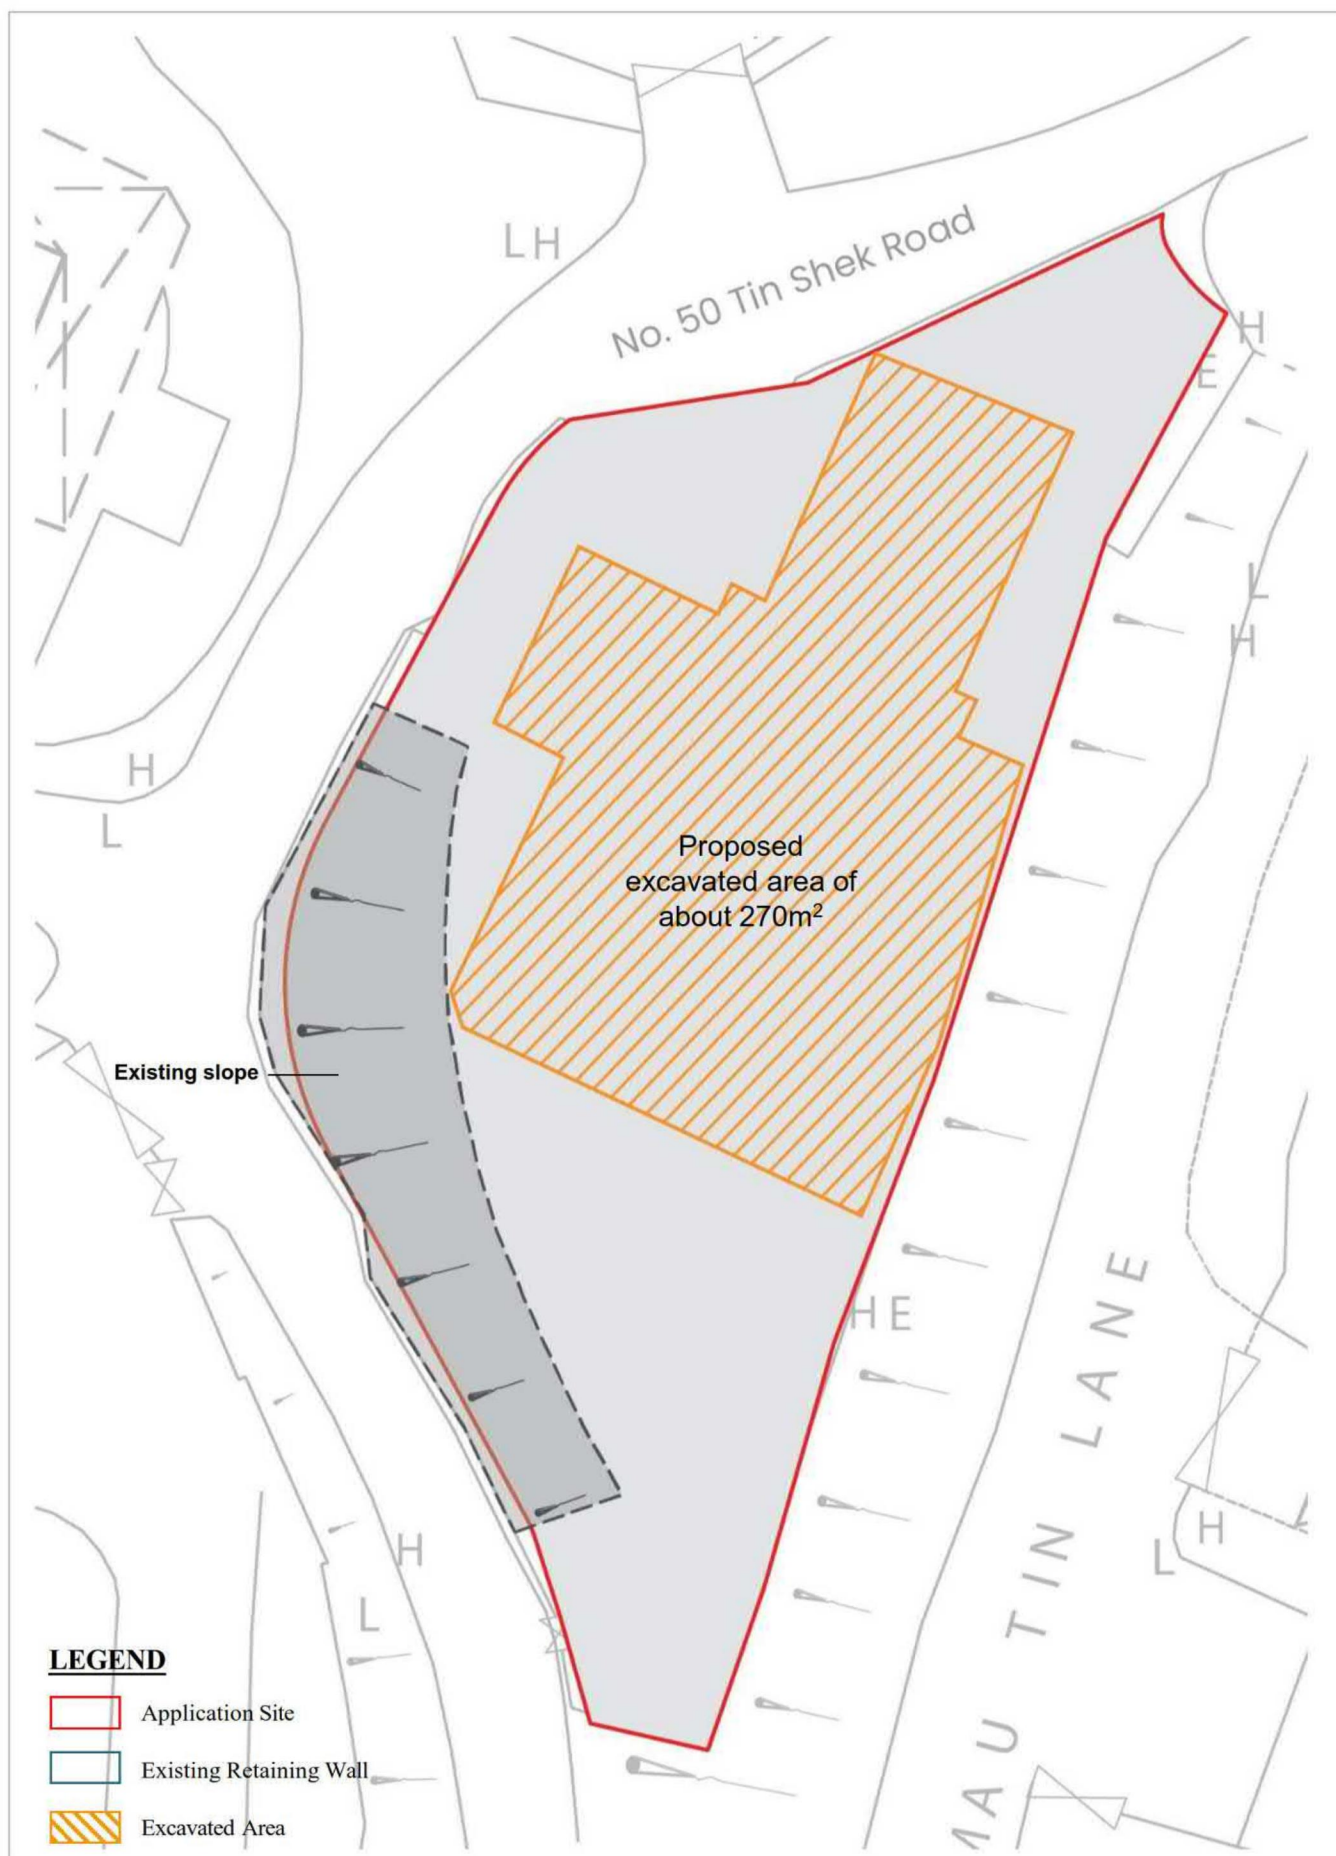 LH
No. 50 Tin Shek Road
H
E
L
H
H
L
Proposed
excavated area of
about 270m²
Existing slope
HE
MAU TIN LANE
H
L
H
L
LEGEND
Application Site
Existing Retaining Wall
Excavated Area